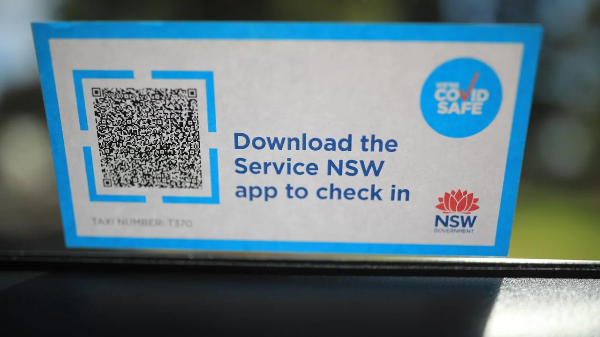 WE'RE
COVID
SAFE
Download the
Service NSW
app to check in
TAXI NUMBER: T370
NSW
GOVERNMENT